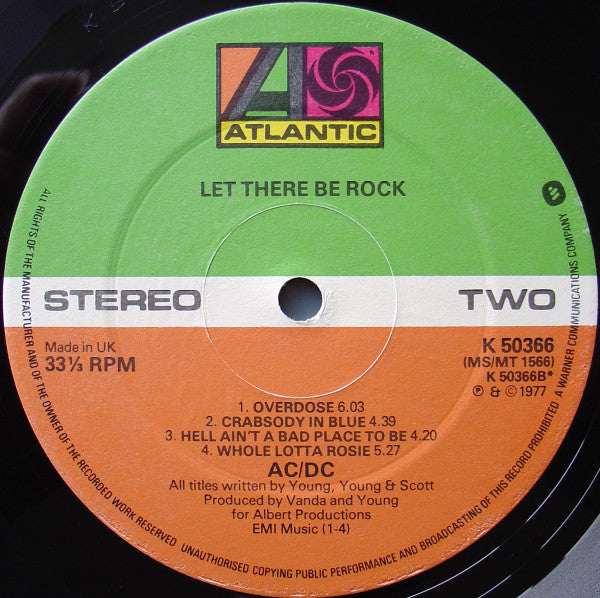 ATLANTIC
LET THERE BE ROCK
STEREO
TWO
Made in UK
33⅓ RPM
K 50366
(MS/MT 1566)
K 50366B*
℗ & © 1977
1. OVERDOSE 6.03
2. CRABSODY IN BLUE 4.39
3. HELL AIN'T A BAD PLACE TO BE 4.20
4. WHOLE LOTTA ROSIE 5.27
AC/DC
All titles written by Young, Young & Scott
Produced by Vanda and Young
for Albert Productions
EMI Music (1-4)
ALL RIGHTS OF THE MANUFACTURER AND OF THE OWNER OF THE RECORDED WORK RESERVED. UNAUTHORISED COPYING PUBLIC PERFORMANCE AND BROADCASTING OF THIS RECORD PROHIBITED. A WARNER COMMUNICATIONS COMPANY